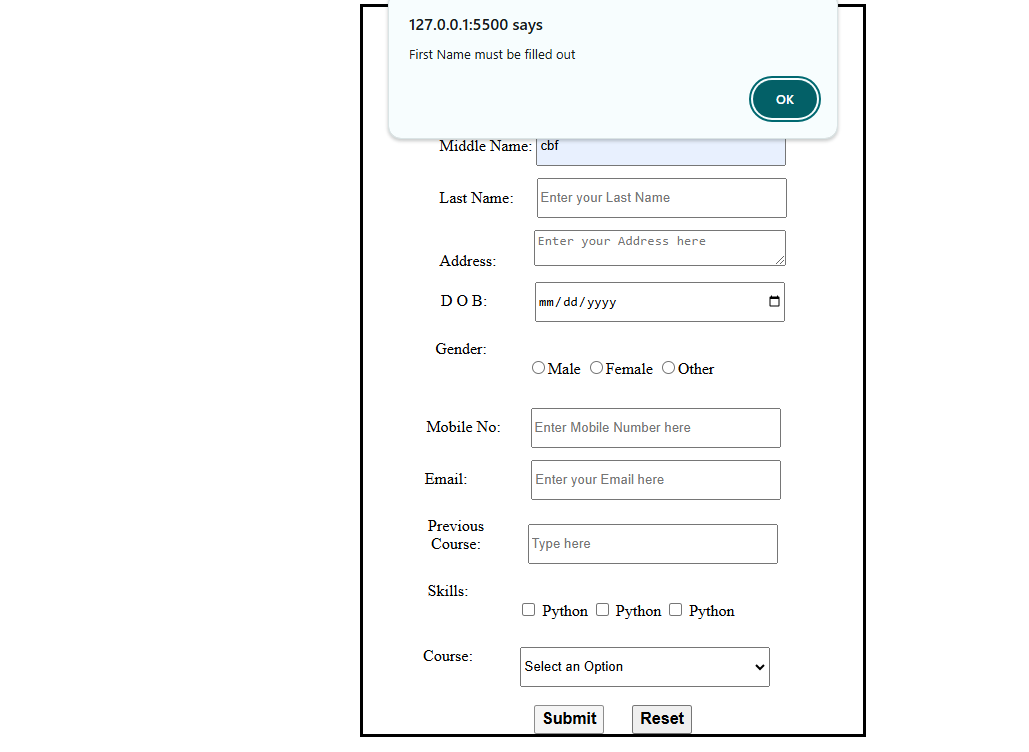 127.0.0.1:5500 says
First Name must be filled out
OK
Middle Name: cbf
Last Name: Enter your Last Name
Address: Enter your Address here
D O B: mm/dd/yyyy
Gender:
Male Female Other
Mobile No: Enter Mobile Number here
Email: Enter your Email here
Previous
Course: Type here
Skills:
Python Python Python
Course: Select an Option
Submit Reset